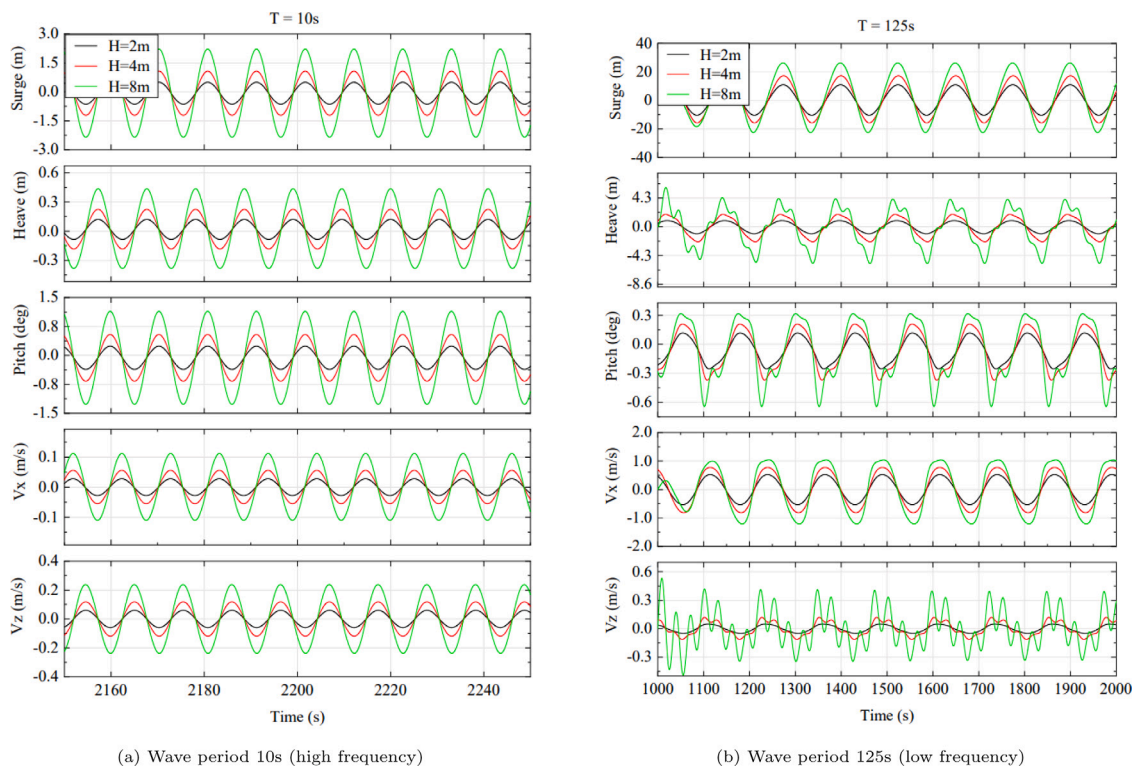 T = 10s
H=2m
H=4m
H=8m
Surge (m)
3.0
1.5
0.0
-1.5
-3.0
Heave (m)
0.6
0.3
0.0
-0.3
Pitch (deg)
1.5
0.8
0.0
-0.8
-1.5
Vx (m/s)
0.1
0.0
-0.1
Vz (m/s)
0.4
0.2
0.0
-0.2
-0.4
2160 2180 2200 2220 2240
Time (s)
(a) Wave period 10s (high frequency)
T = 125s
H=2m
H=4m
H=8m
Surge (m)
40
20
0
-20
-40
Heave (m)
4.3
0.0
-4.3
-8.6
Pitch (deg)
0.3
0.0
-0.3
-0.6
Vx (m/s)
2.0
1.0
0.0
-1.0
-2.0
Vz (m/s)
0.6
0.3
0.0
-0.3
1000 1100 1200 1300 1400 1500 1600 1700 1800 1900 2000
Time (s)
(b) Wave period 125s (low frequency)